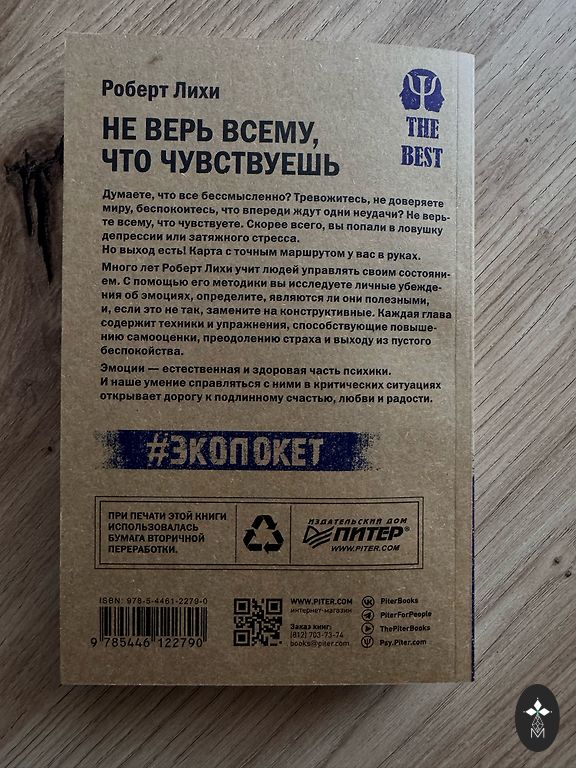 Роберт Лихи
НЕ ВЕРЬ ВСЕМУ,
ЧТО ЧУВСТВУЕШЬ
THE
BEST
Думаете, что все бессмысленно? Тревожитесь, не доверяете
миру, беспокоитесь, что впереди ждут одни неудачи? Не верь-
те всему, что чувствуете. Скорее всего, вы попали в ловушку
депрессии или затяжного стресса.
Но выход есть! Карта с точным маршрутом у вас в руках.
Много лет Роберт Лихи учит людей управлять своим состояни-
ем. С помощью его методики вы исследуете личные убежде-
ния об эмоциях, определите, являются ли они полезными,
и, если это не так, замените на конструктивные. Каждая глава
содержит техники и упражнения, способствующие повыше-
нию самооценки, преодолению страха и выходу из пустого
беспокойства.
Эмоции — естественная и здоровая часть психики.
И наше умение справляться с ними в критических ситуациях
открывает дорогу к подлинному счастью, любви и радости.
#ЭКОПОКЕТ
ПРИ ПЕЧАТИ ЭТОЙ КНИГИ
ИСПОЛЬЗОВАЛАСЬ
БУМАГА ВТОРИЧНОЙ
ПЕРЕРАБОТКИ.
ИЗДАТЕЛЬСКИЙ ДОМ
ПИТЕР®
WWW.PITER.COM
ISBN: 978-5-4461-2279-0
9 785446 122790
WWW.PITER.COM
интернет-магазин
Заказ книг:
(812) 703-73-74
books@piter.com
PiterBooks
PiterForPeople
ThePiterBooks
Psy.Piter.com
M